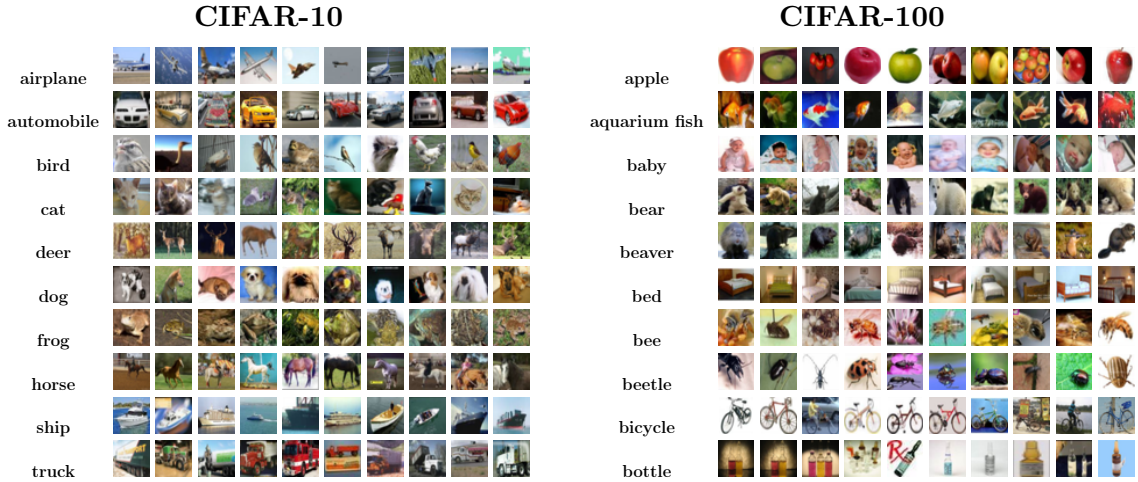 CIFAR-10
airplane
automobile
bird
cat
deer
dog
frog
horse
ship
truck
CIFAR-100
apple
aquarium fish
baby
bear
beaver
bed
bee
beetle
bicycle
bottle